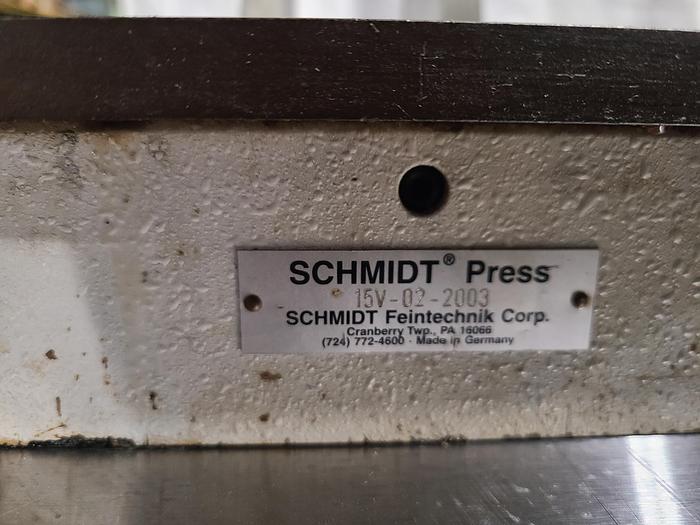 SCHMIDT® Press
15V-02-2003
SCHMIDT Feintechnik Corp.
Cranberry Twp., PA 16066
(724) 772-4600 · Made in Germany